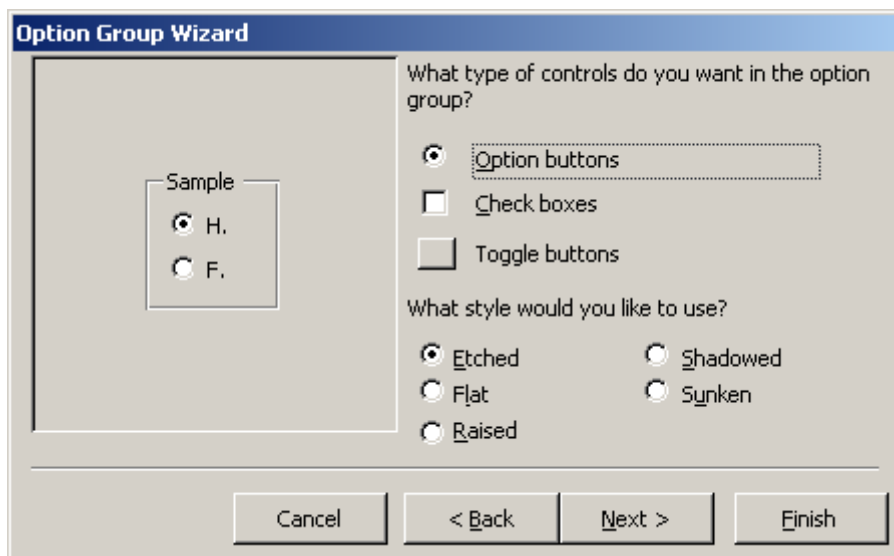 Option Group Wizard
What type of controls do you want in the option
group?
Option buttons
Sample
Check boxes
H.
F.
Toggle buttons
What style would you like to use?
Etched
Shadowed
Flat
Sunken
Raised
Cancel
< Back
Next >
Finish